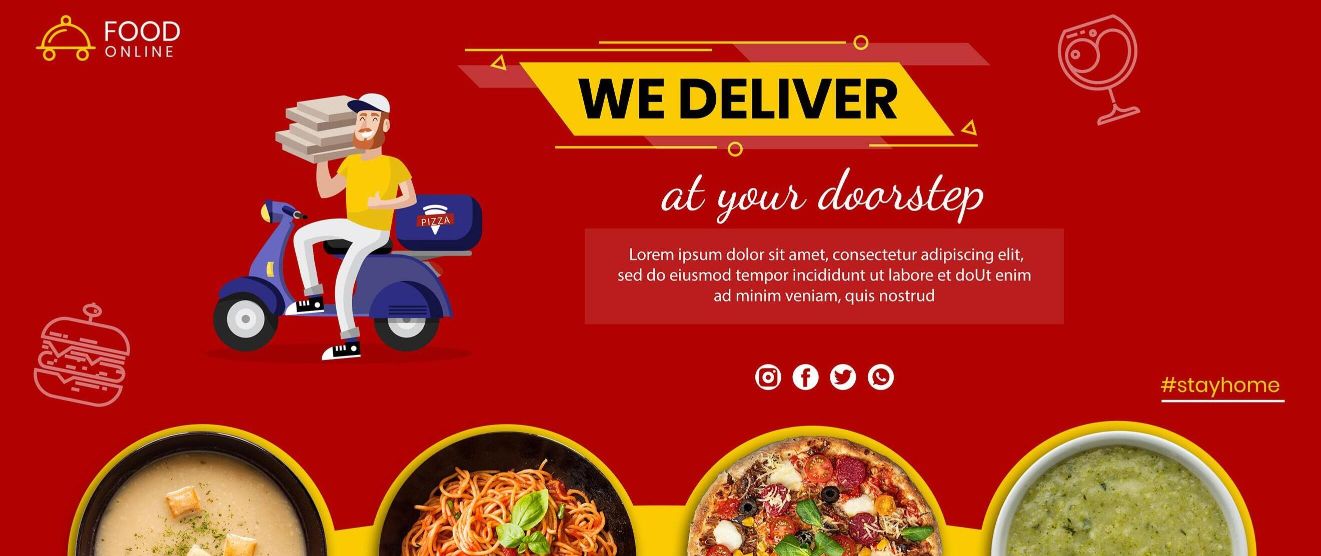 FOOD
ONLINE
WE DELIVER
at your doorstep
PIZZA
Lorem ipsum dolor sit amet, consectetur adipiscing elit,
sed do eiusmod tempor incididunt ut labore et doUt enim
ad minim veniam, quis nostrud
#stayhome